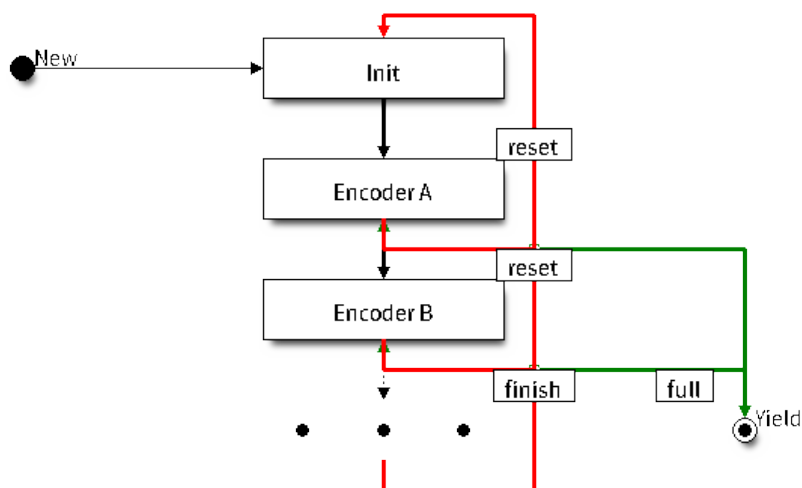 New
Init
reset
Encoder A
reset
Encoder B
finish
full
Yield